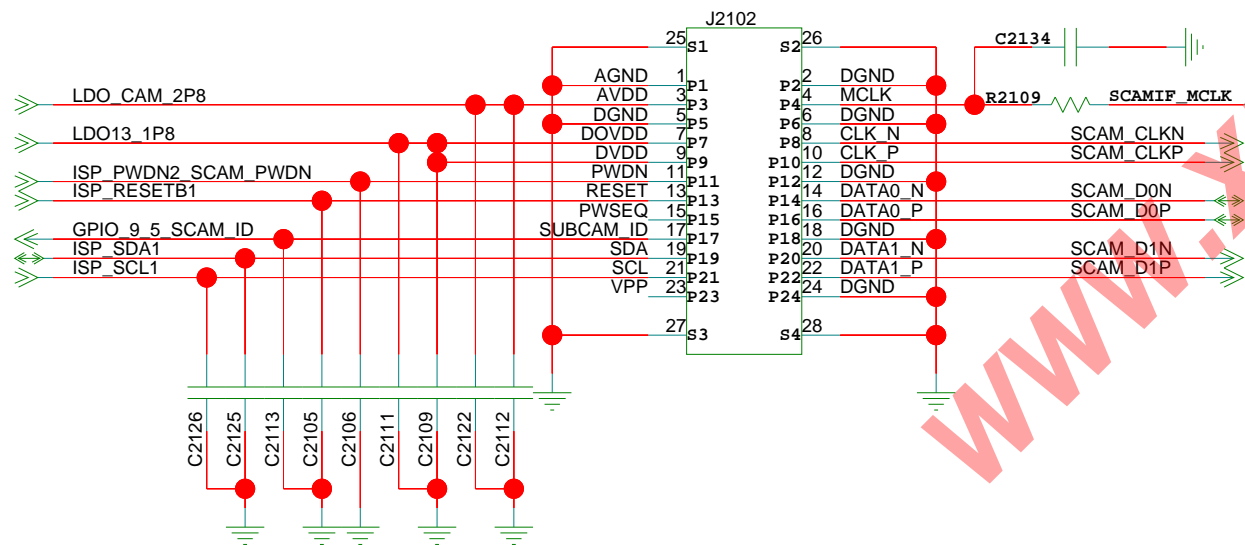 J2102
25 S1 S2 26
C2134
AGND 1 P1 P2 2 DGND
LDO_CAM_2P8 AVDD 3 P3 P4 4 MCLK R2109 SCAMIF_MCLK
DGND 5 P5 P6 6 DGND
LDO13_1P8 DOVDD 7 P7 P8 8 CLK_N SCAM_CLKN
DVDD 9 P9 P10 10 CLK_P SCAM_CLKP
ISP_PWDN2_SCAM_PWDN PWDN 11 P11 P12 12 DGND
ISP_RESETB1 RESET 13 P13 P14 14 DATA0_N SCAM_D0N
PWSEQ 15 P15 P16 16 DATA0_P SCAM_D0P
GPIO_9_5_SCAM_ID SUBCAM_ID 17 P17 P18 18 DGND
ISP_SDA1 SDA 19 P19 P20 20 DATA1_N SCAM_D1N
ISP_SCL1 SCL 21 P21 P22 22 DATA1_P SCAM_D1P
VPP 23 P23 P24 24 DGND
27 S3 S4 28
C2126 C2125 C2113 C2105 C2106 C2111 C2109 C2122 C2112
www.x